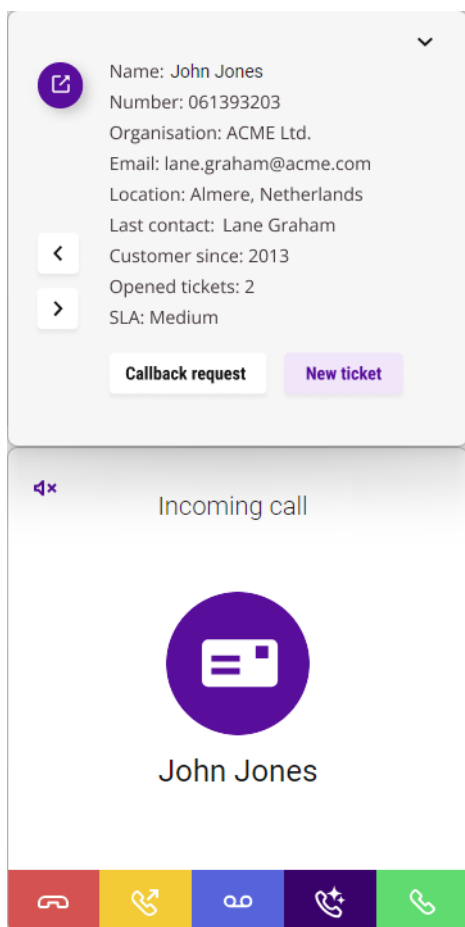 Name: John Jones
Number: 061393203
Organisation: ACME Ltd.
Email: lane.graham@acme.com
Location: Almere, Netherlands
Last contact: Lane Graham
Customer since: 2013
Opened tickets: 2
SLA: Medium
Callback request New ticket
Incoming call
John Jones